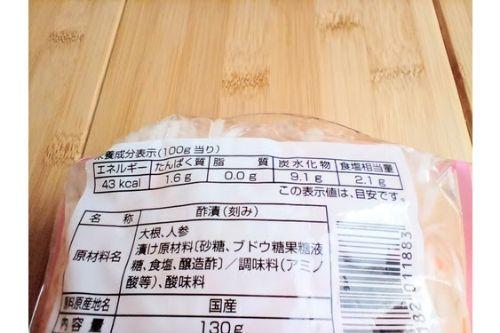 栄養成分表示(100g当り)
エネルギー たんぱく質 脂 質 炭水化物 食塩相当量
43 kcal 1.6 g 0.0 g 9.1 g 2.1 g
この表示値は、目安です。
名 称 酢漬(刻み)
大根、人参
原材料名 漬け原材料〔砂糖、ブドウ糖果糖液
糖、食塩、醸造酢〕／調味料(アミノ
酸等)、酸味料
原料原産地名 国産
内 容 量 130g
011883